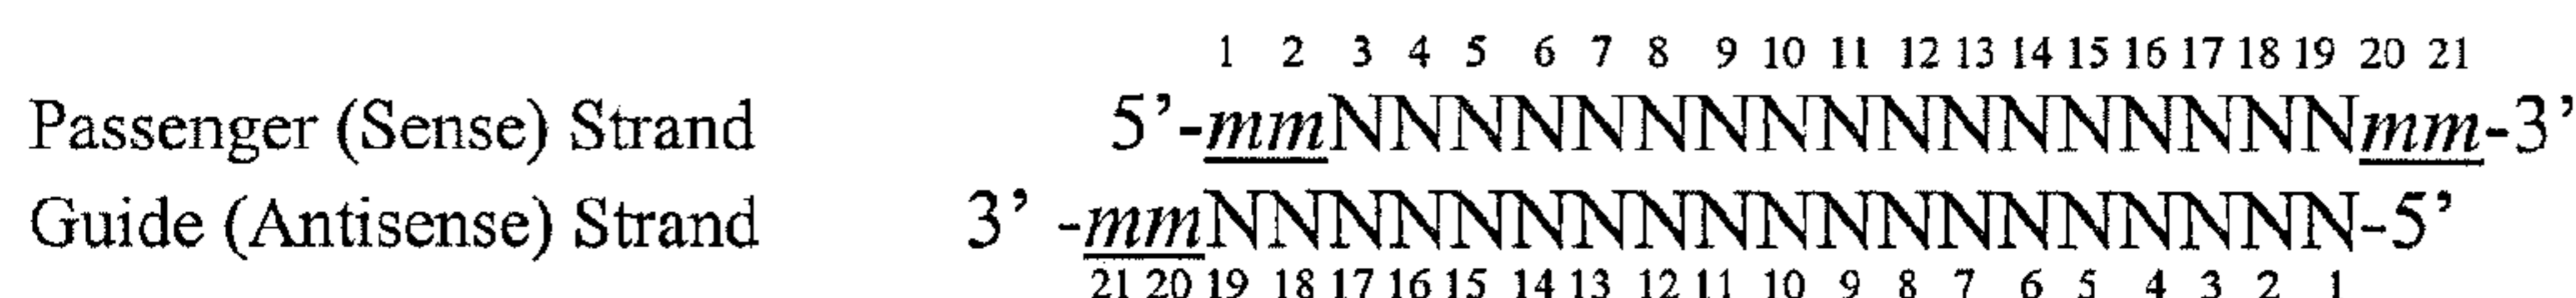 1 2 3 4 5 6 7 8 9 10 11 12 13 14 15 16 17 18 19 20 21
Passenger (Sense) Strand 5’-mmNNNNNNNNNNNNNNNNNmm-3’
Guide (Antisense) Strand 3’ -mmNNNNNNNNNNNNNNNNNNN-5’
21 20 19 18 17 16 15 14 13 12 11 10 9 8 7 6 5 4 3 2 1